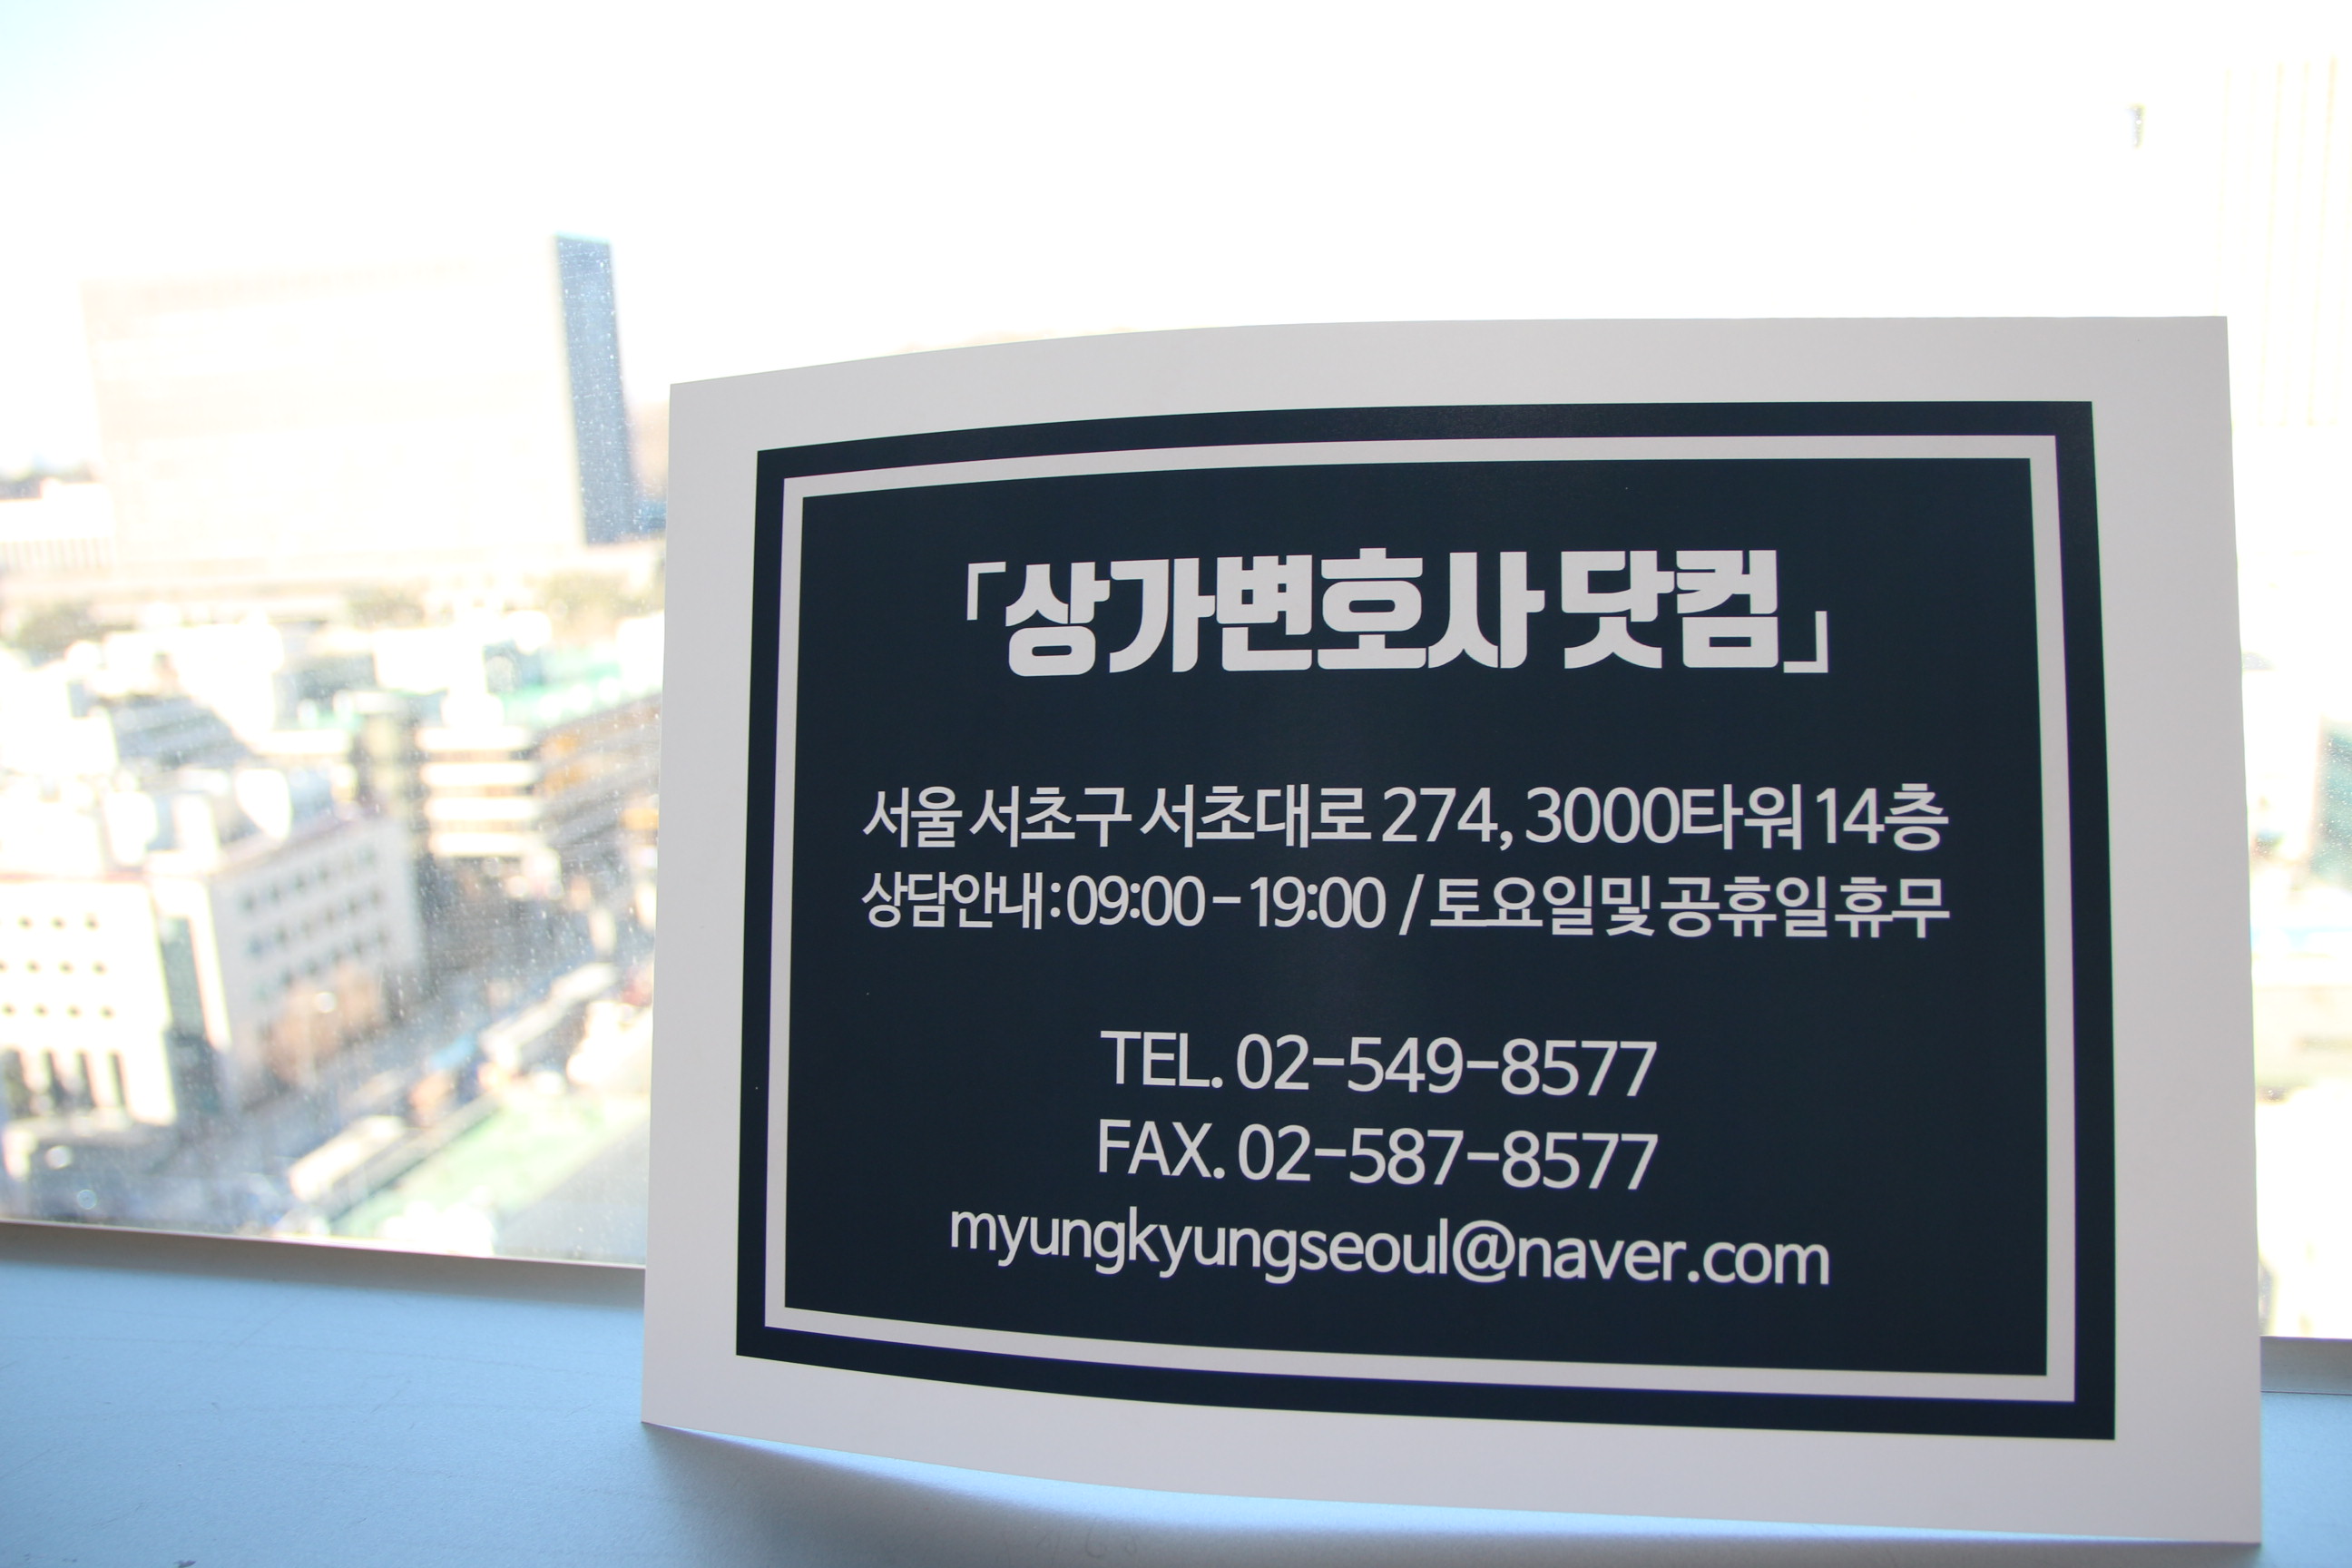 「상가변호사 닷컴」
서울 서초구 서초대로 274, 3000타워 14층
상담안내 : 09:00 - 19:00 / 토요일 및 공휴일 휴무
TEL. 02-549-8577
FAX. 02-587-8577
myungkyungseoul@naver.com